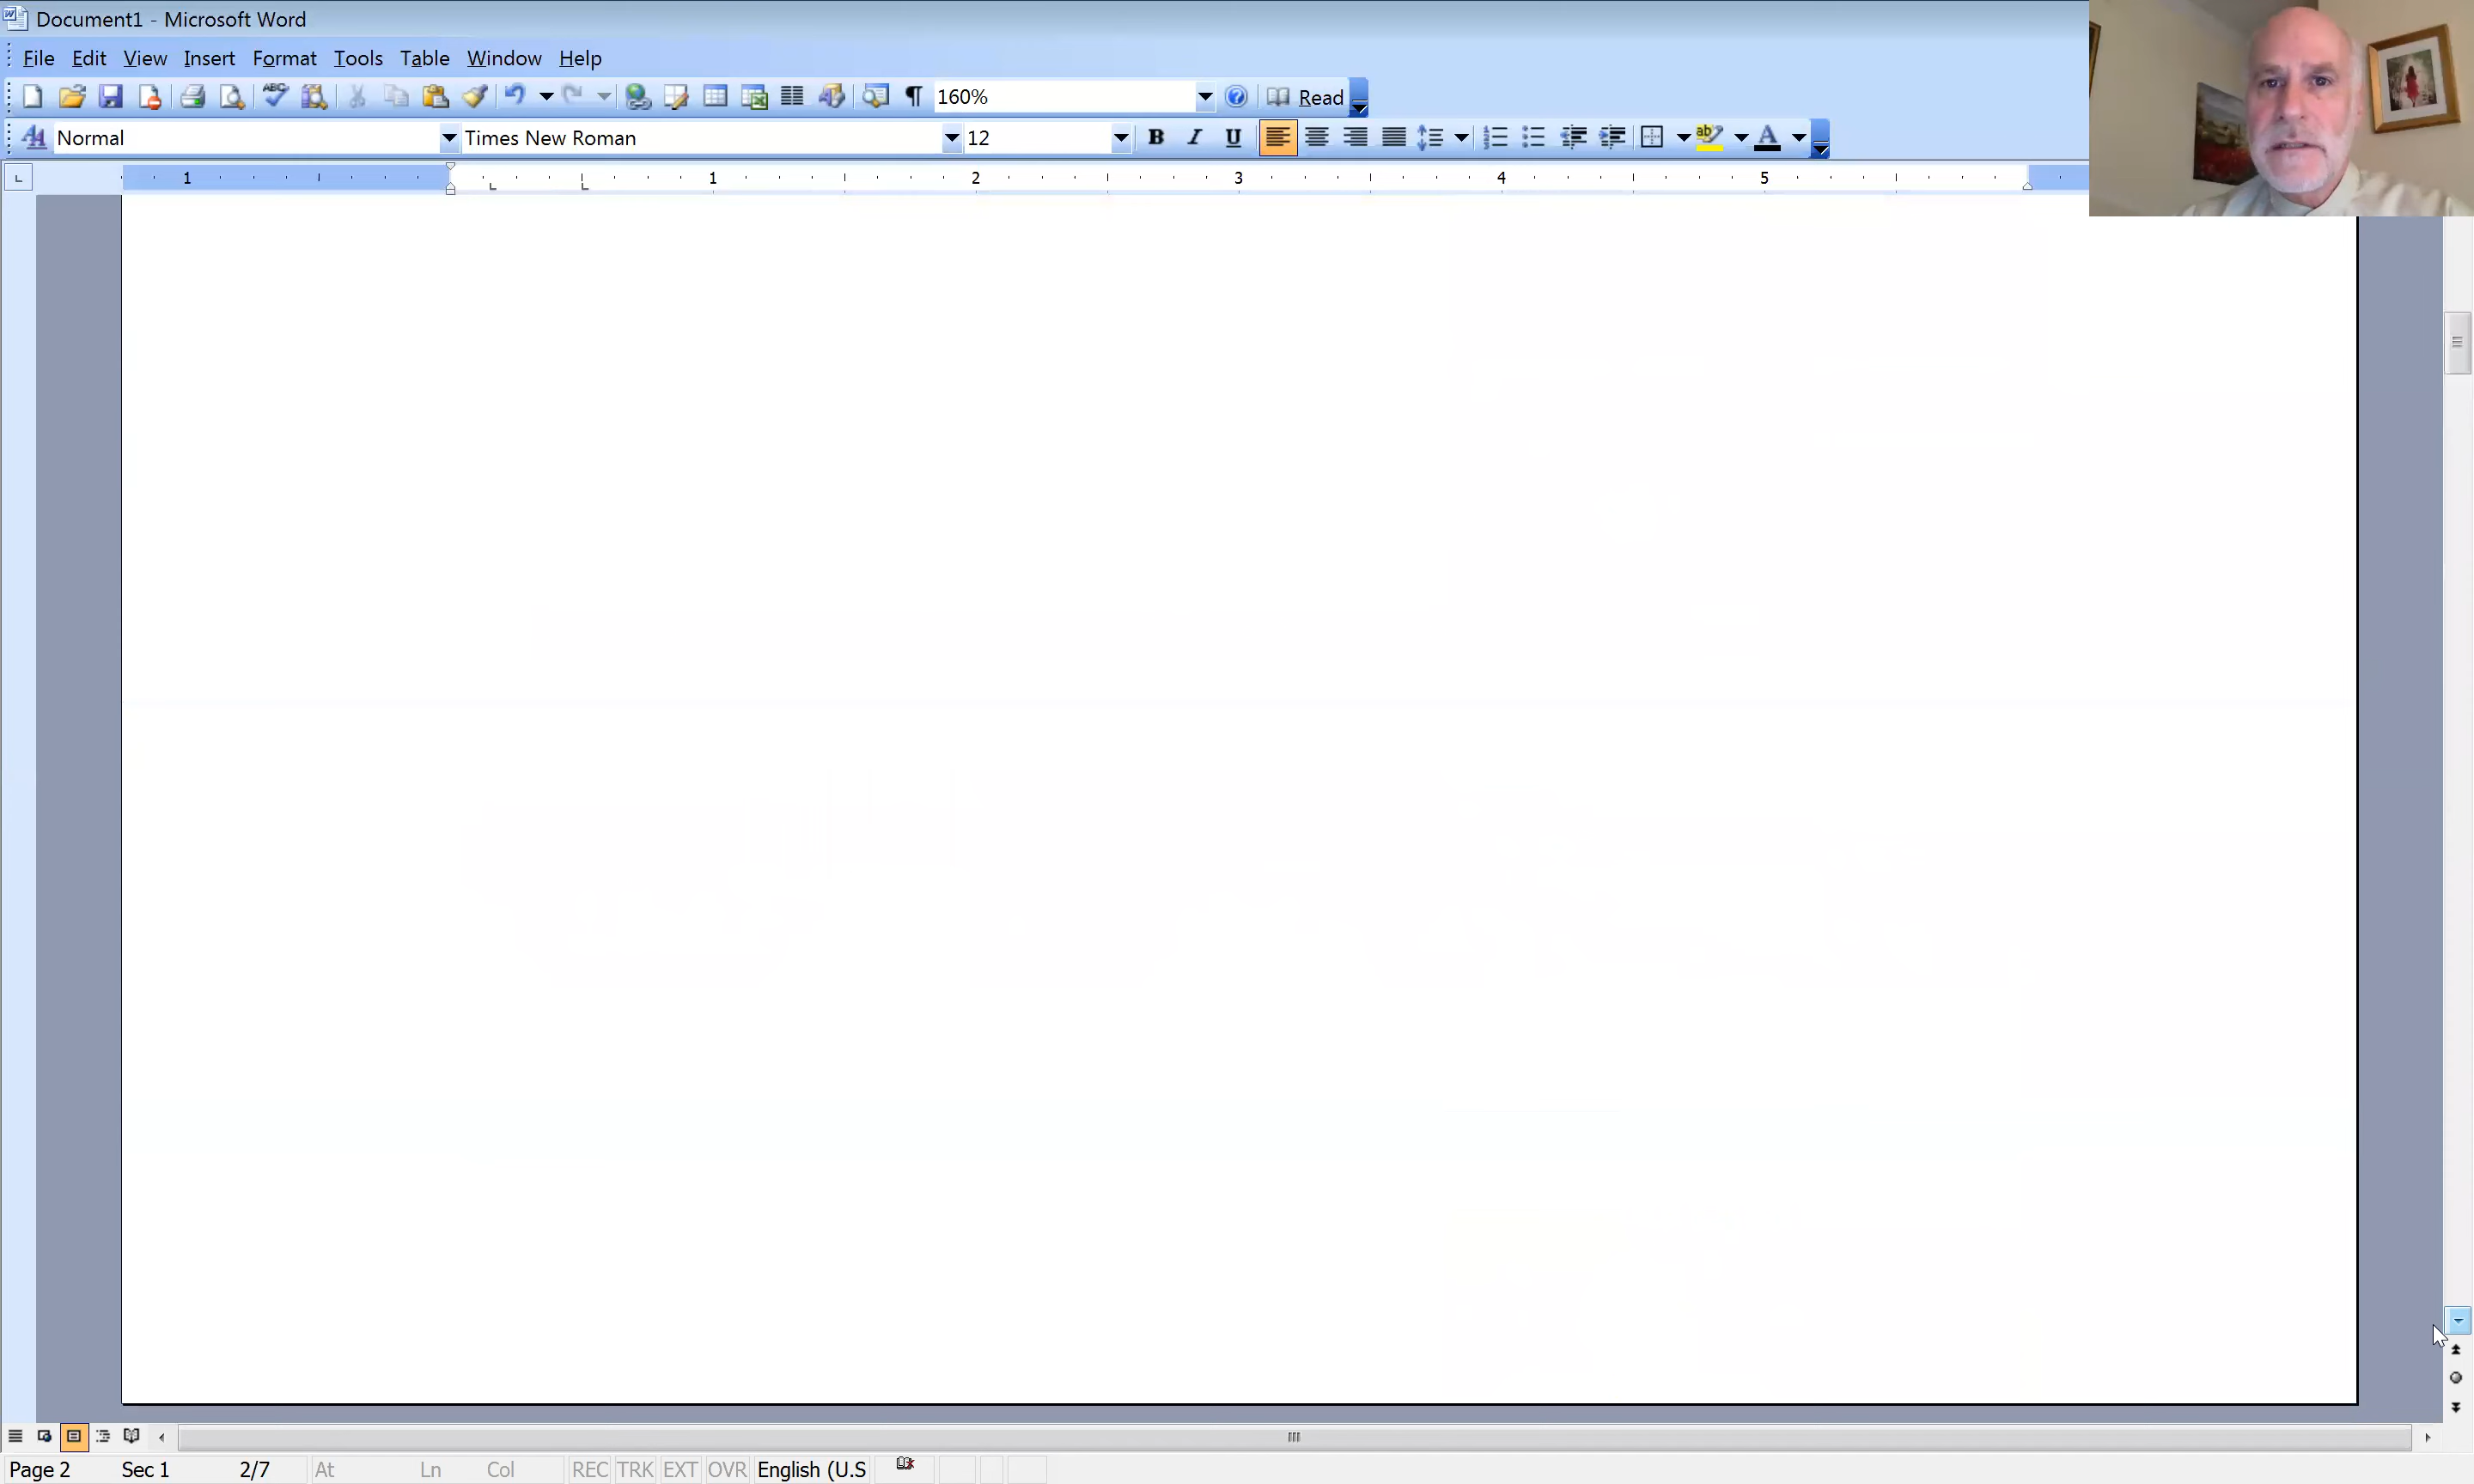 Document1 - Microsoft Word
File Edit View Insert Format Tools Table Window Help
160% Read
Normal Times New Roman 12 B I U
1 1 2 3 4 5
Page 2 Sec 1 2/7 At Ln Col REC TRK EXT OVR English (U.S